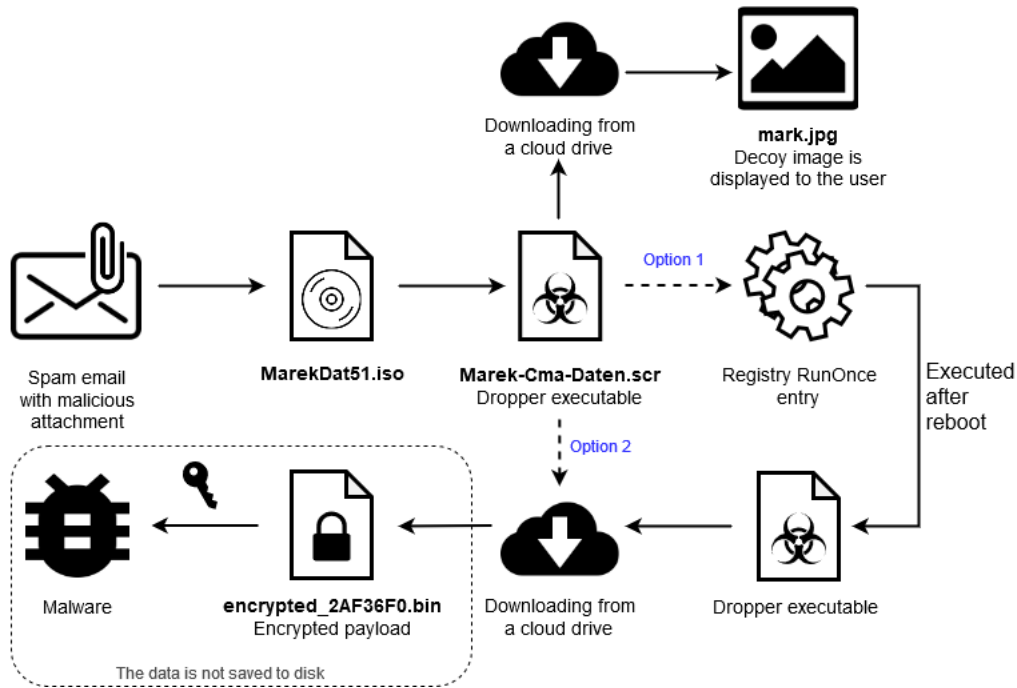 Downloading from
a cloud drive
mark.jpg
Decoy image is
displayed to the user
Spam email
with malicious
attachment
MarekDat51.iso
Marek-Cma-Daten.scr
Dropper executable
Option 1
Registry RunOnce
entry
Executed
after
reboot
Option 2
Malware
encrypted_2AF36F0.bin
Encrypted payload
Downloading from
a cloud drive
Dropper executable
The data is not saved to disk